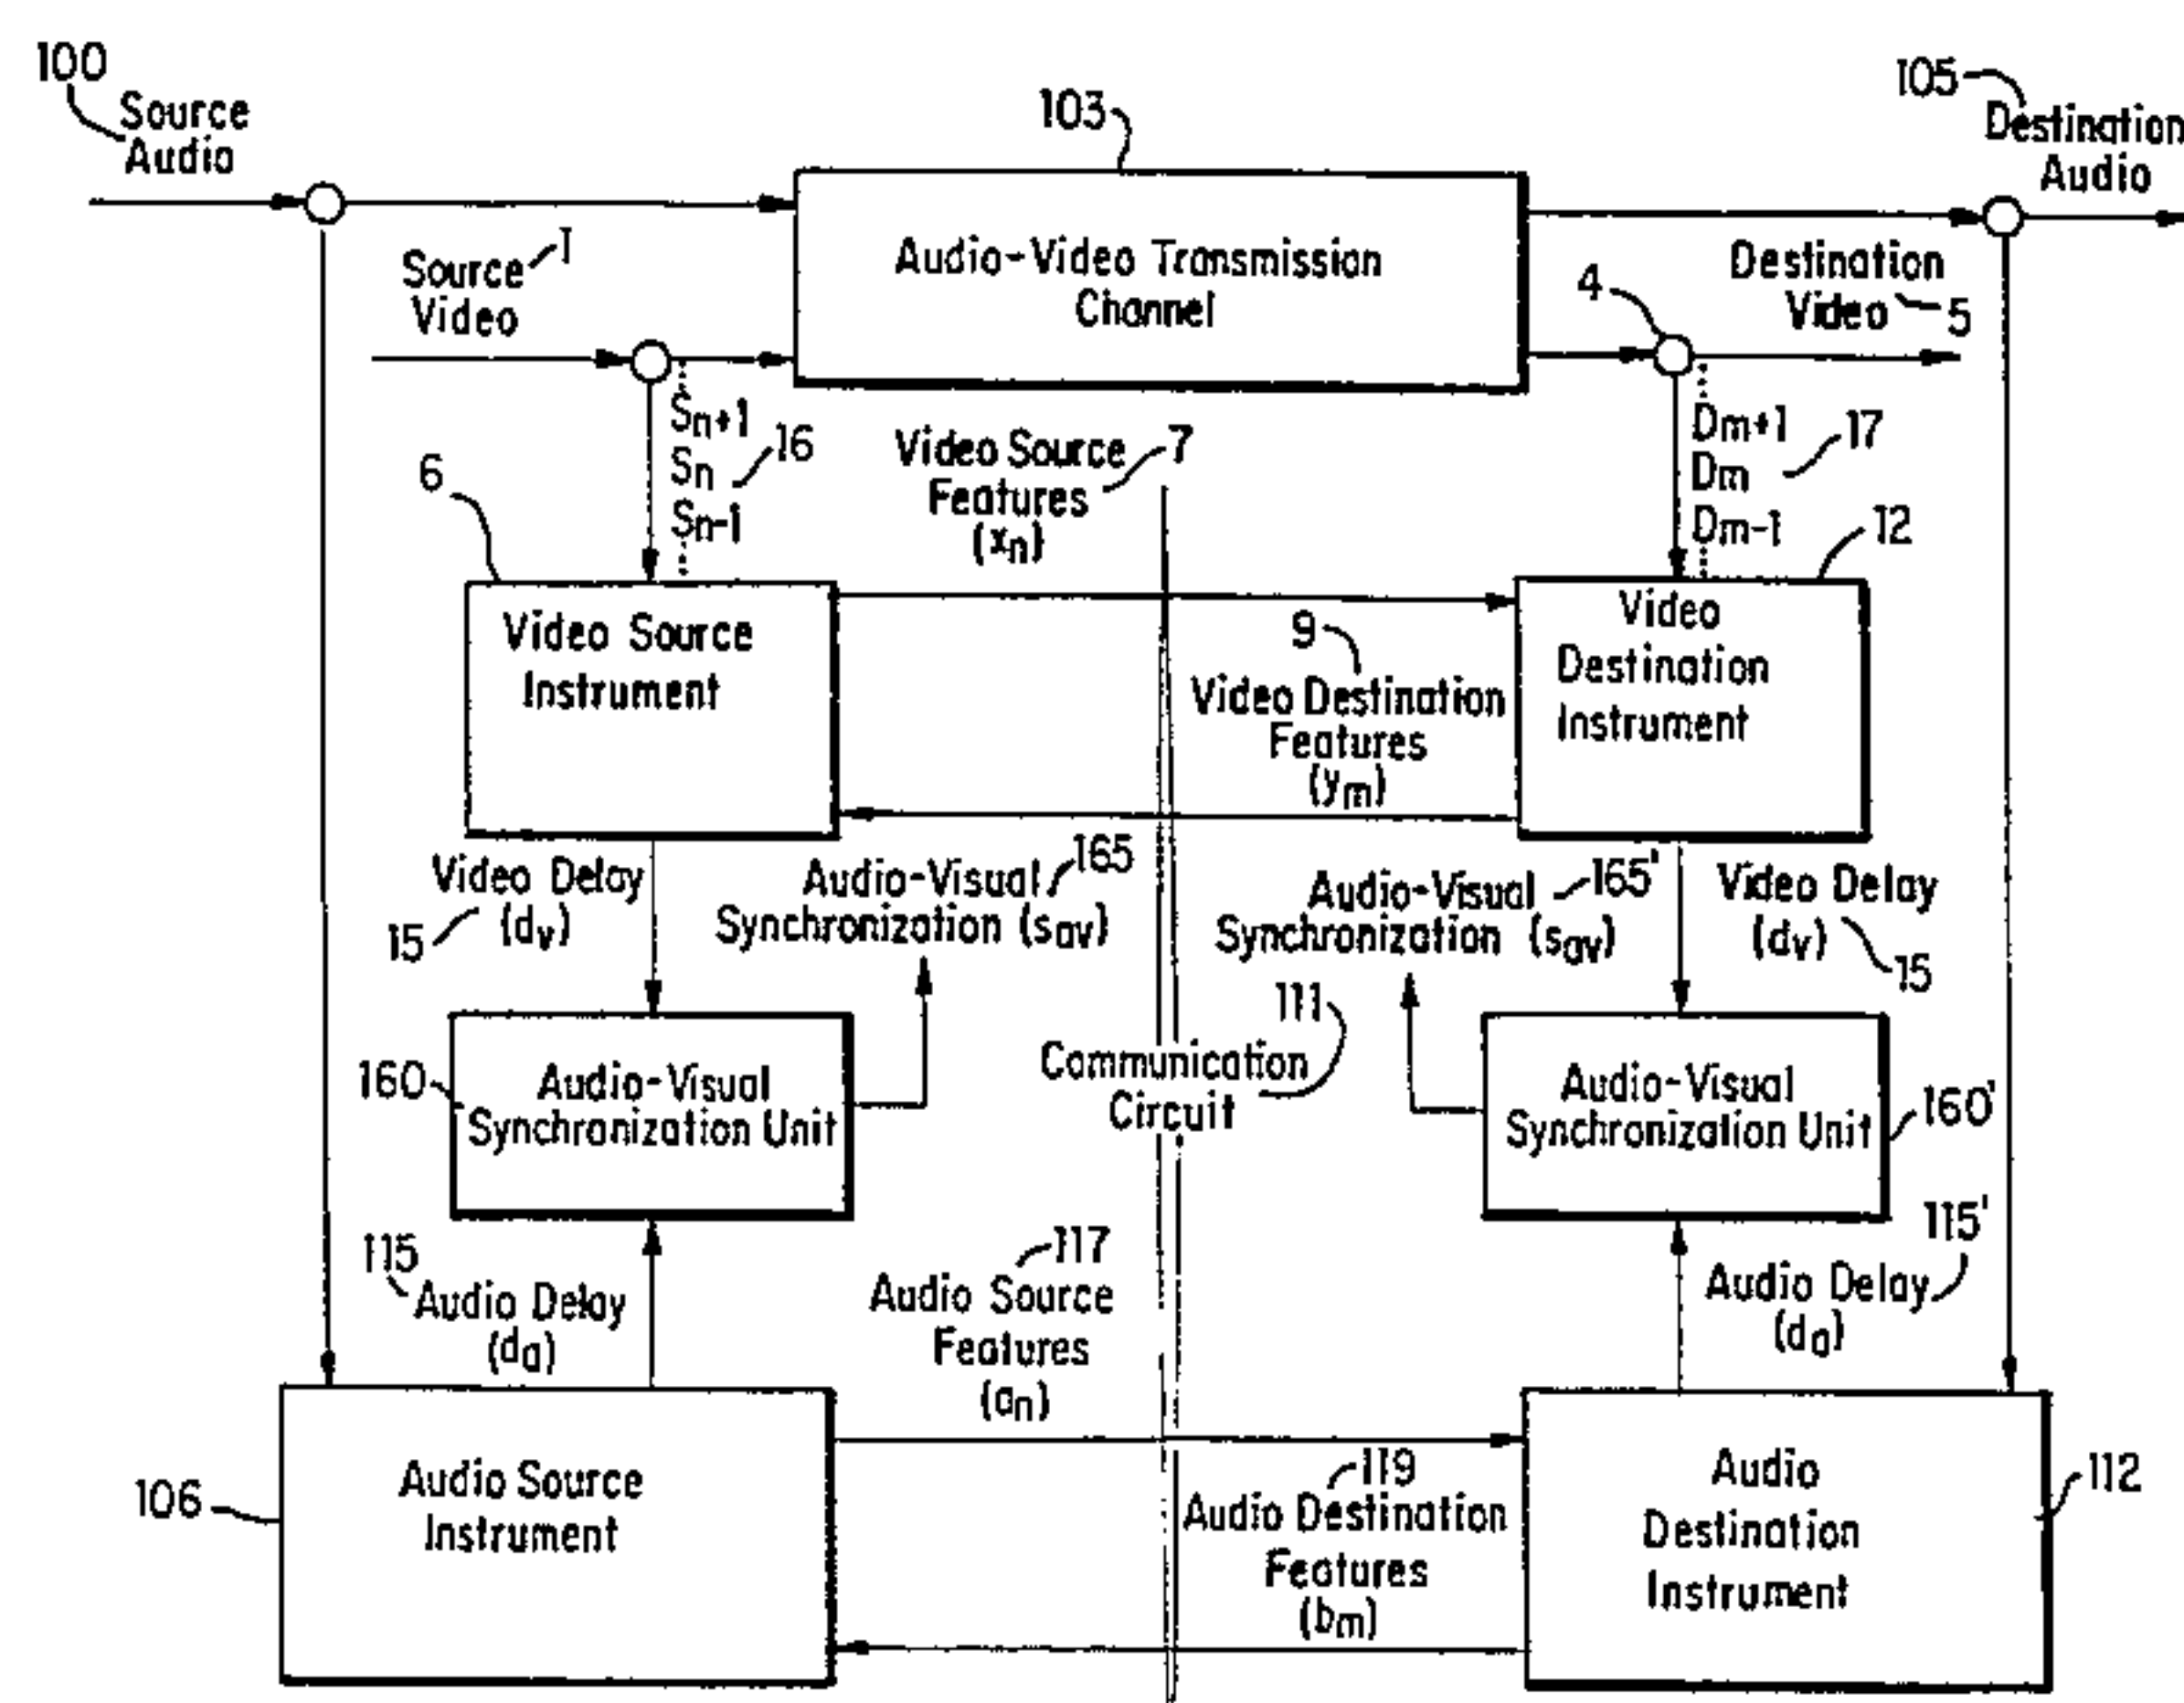 100
Source
Audio
103
105
Destination
Audio
Source 1
Video
Audio-Video Transmission
Channel
4
Destination
Video 5
Sn+1
Sn 16
Sn-1
Video Source 7
Features
(xn)
Dm+1 17
Dm
Dm-1
6
12
Video Source
Instrument
9
Video Destination
Features
(ym)
Video
Destination
Instrument
Video Delay
15 (dv)
Audio-Visual 165
Synchronization (sav)
Audio-Visual 165'
Synchronization (sav)
Video Delay
(dv)
15
111
Communication
Circuit
160
Audio-Visual
Synchronization Unit
Audio-Visual
Synchronization Unit
160'
115
Audio Delay
(da)
117
Audio Source
Features
(an)
115'
Audio Delay
(da)
106
Audio Source
Instrument
119
Audio Destination
Features
(bm)
Audio
Destination
Instrument
112